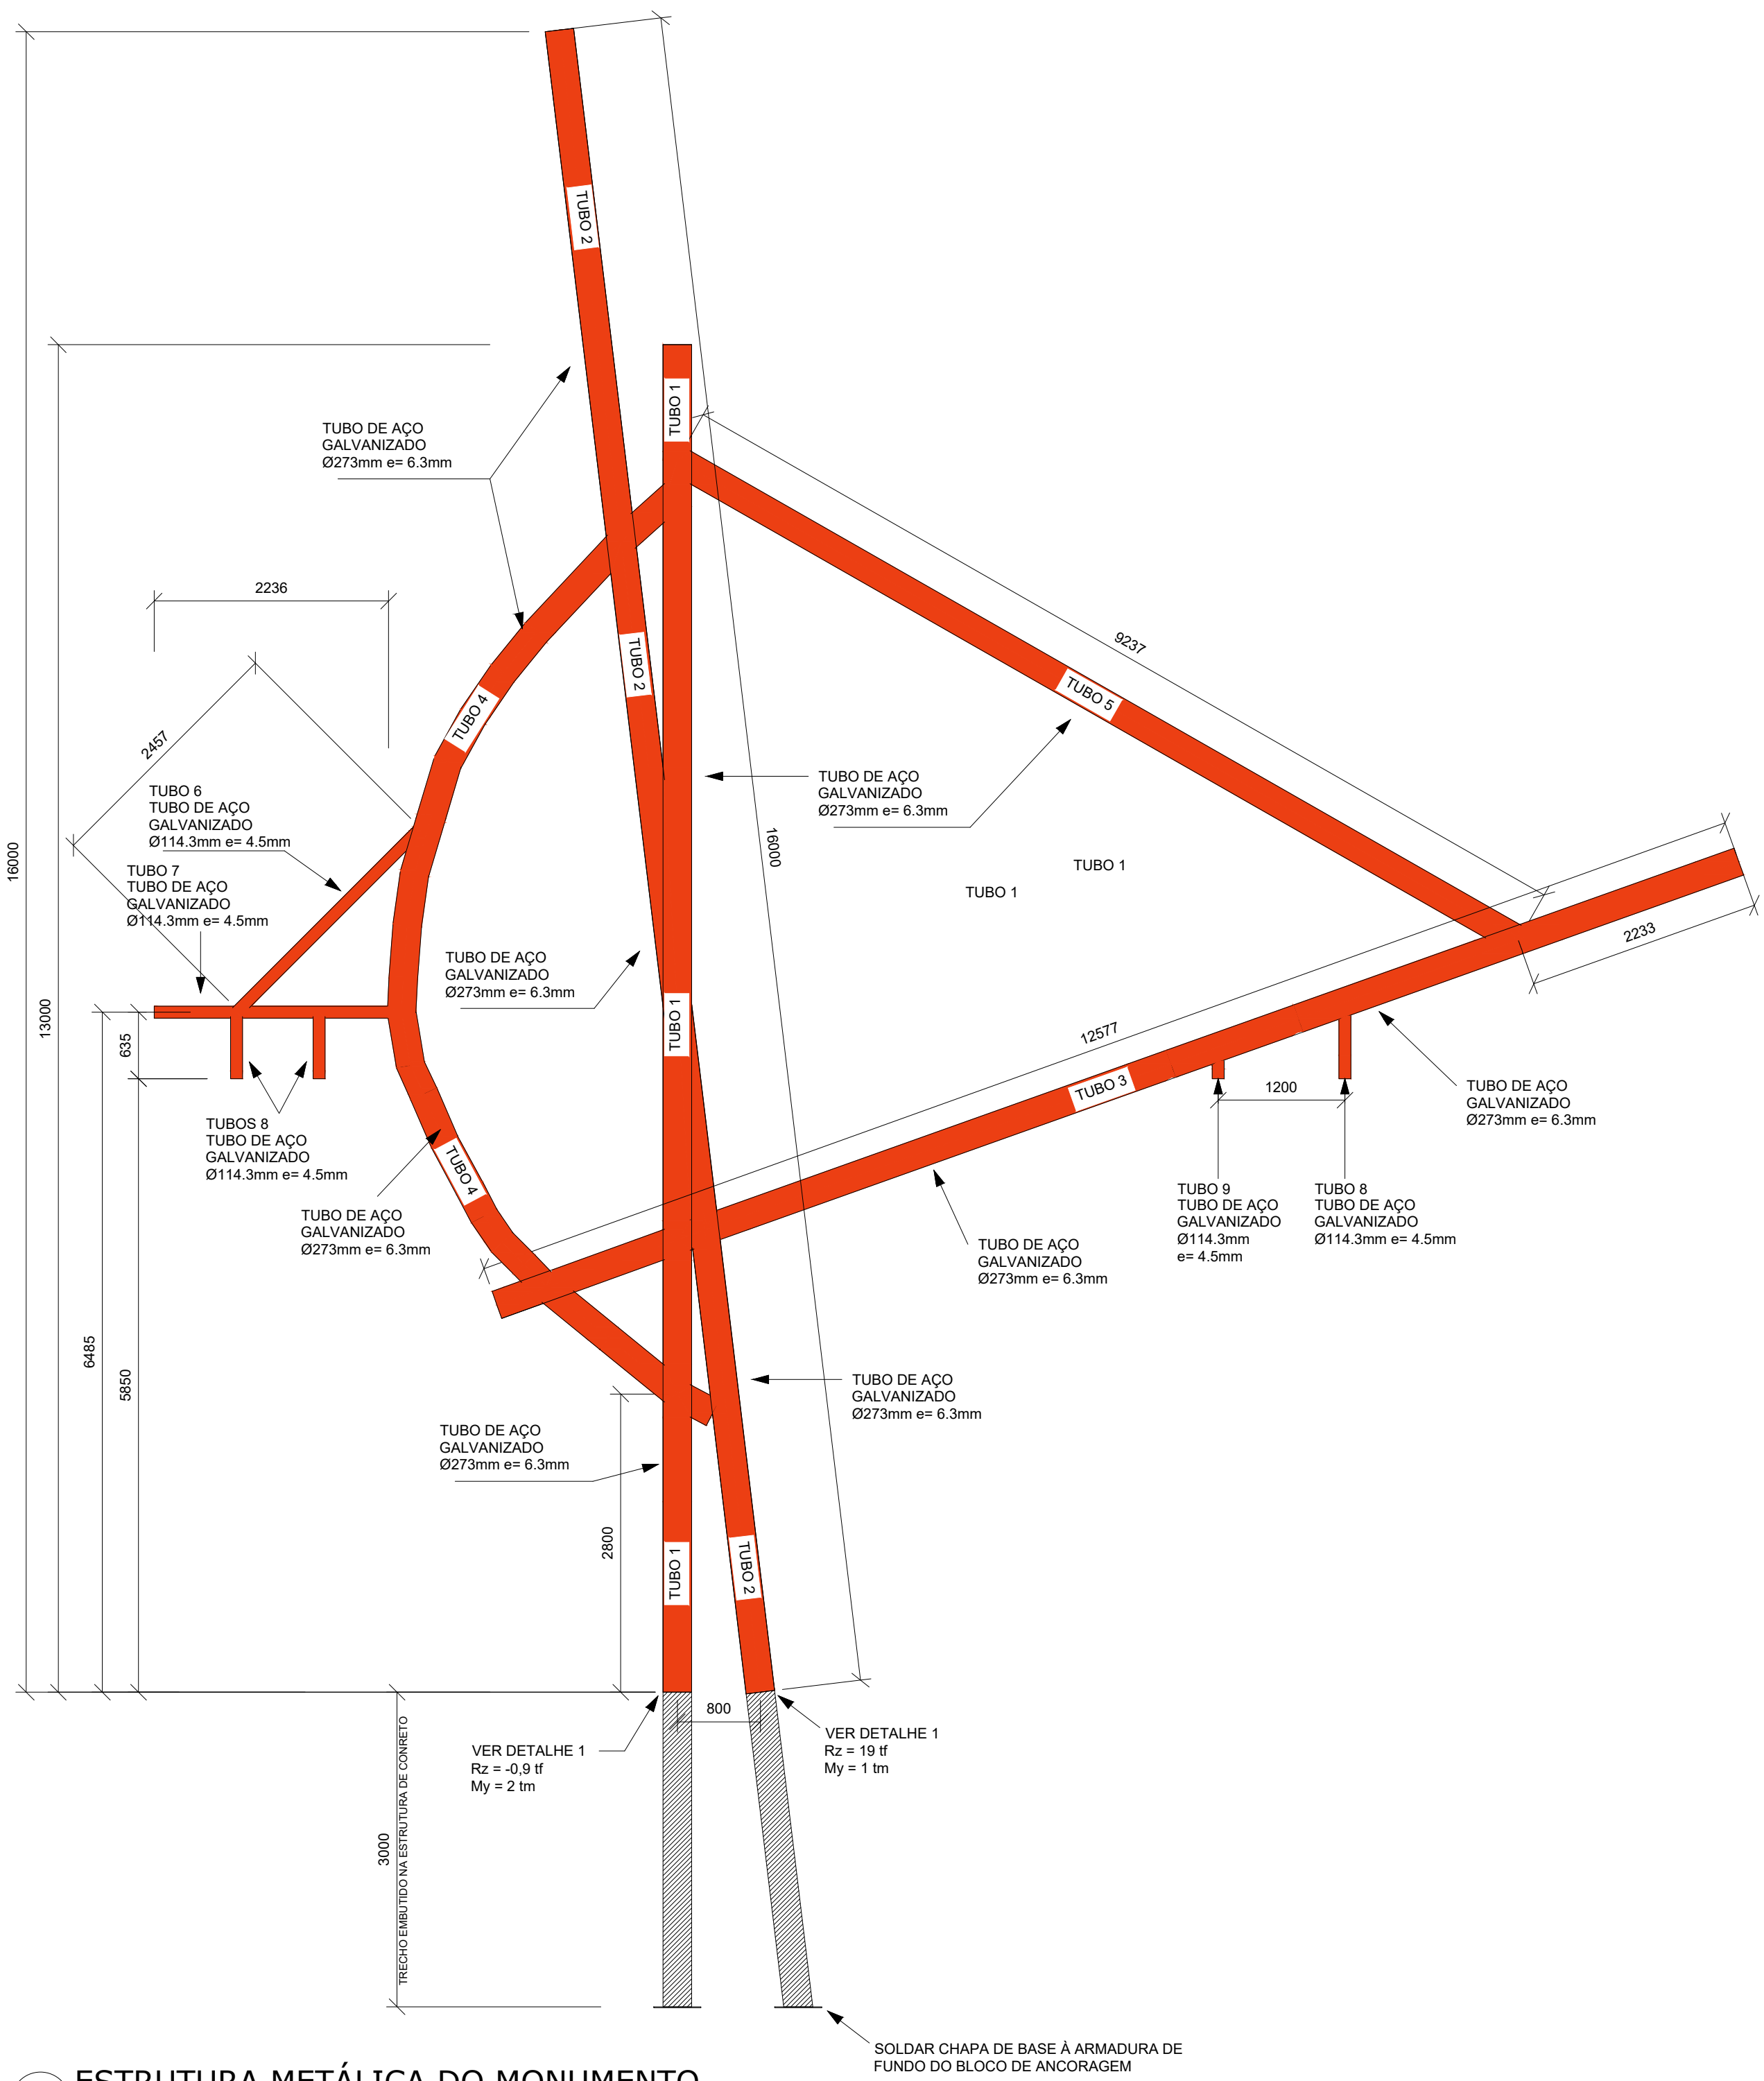 TUBO 2
16000
TUBO 1
TUBO DE AÇO
GALVANIZADO
Ø273mm e= 6.3mm
2236
TUBO 2
9237
TUBO 5
TUBO 4
2457
TUBO 6
TUBO DE AÇO
GALVANIZADO
Ø114.3mm e= 4.5mm
TUBO 7
TUBO DE AÇO
GALVANIZADO
Ø114.3mm e= 4.5mm
TUBO DE AÇO
GALVANIZADO
Ø273mm e= 6.3mm
16000
TUBO 1
TUBO 1
2233
TUBO DE AÇO
GALVANIZADO
Ø273mm e= 6.3mm
13000
635
TUBO 1
12577
TUBO 3
1200
TUBO DE AÇO
GALVANIZADO
Ø273mm e= 6.3mm
TUBOS 8
TUBO DE AÇO
GALVANIZADO
Ø114.3mm e= 4.5mm
TUBO 4
TUBO DE AÇO
GALVANIZADO
Ø273mm e= 6.3mm
TUBO 9
TUBO DE AÇO
GALVANIZADO
Ø114.3mm
e= 4.5mm
TUBO 8
TUBO DE AÇO
GALVANIZADO
Ø114.3mm e= 4.5mm
TUBO DE AÇO
GALVANIZADO
Ø273mm e= 6.3mm
6485
5850
TUBO DE AÇO
GALVANIZADO
Ø273mm e= 6.3mm
TUBO DE AÇO
GALVANIZADO
Ø273mm e= 6.3mm
2800
TUBO 1
TUBO 2
800
VER DETALHE 1
Rz = -0,9 tf
My = 2 tm
VER DETALHE 1
Rz = 19 tf
My = 1 tm
3000
TRECHO EMBUTIDO NA ESTRUTURA DE CONRETO
SOLDAR CHAPA DE BASE À ARMADURA DE
FUNDO DO BLOCO DE ANCORAGEM
ESTRUTURA METÁLICA DO MONUMENTO